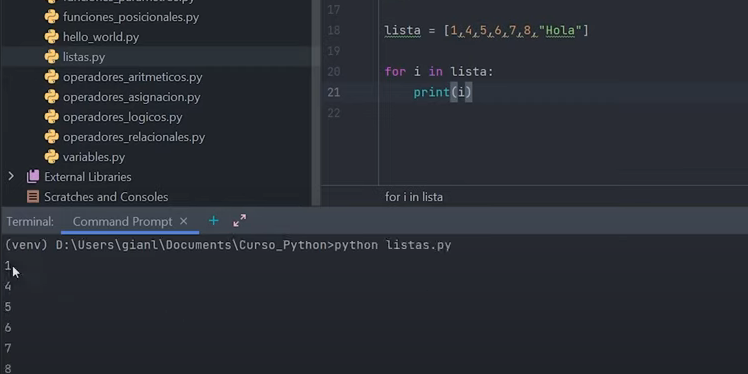 funciones_posicionales.py
hello_world.py
listas.py
operadores_aritmeticos.py
operadores_asignacion.py
operadores_logicos.py
operadores_relacionales.py
variables.py
External Libraries
Scratches and Consoles
17
18 lista = [1,4,5,6,7,8,"Hola"]
19
20 for i in lista:
21 print(i)
22
for i in lista
Terminal: Command Prompt × +
(venv) D:\Users\gianl\Documents\Curso_Python>python listas.py
1
4
5
6
7
8